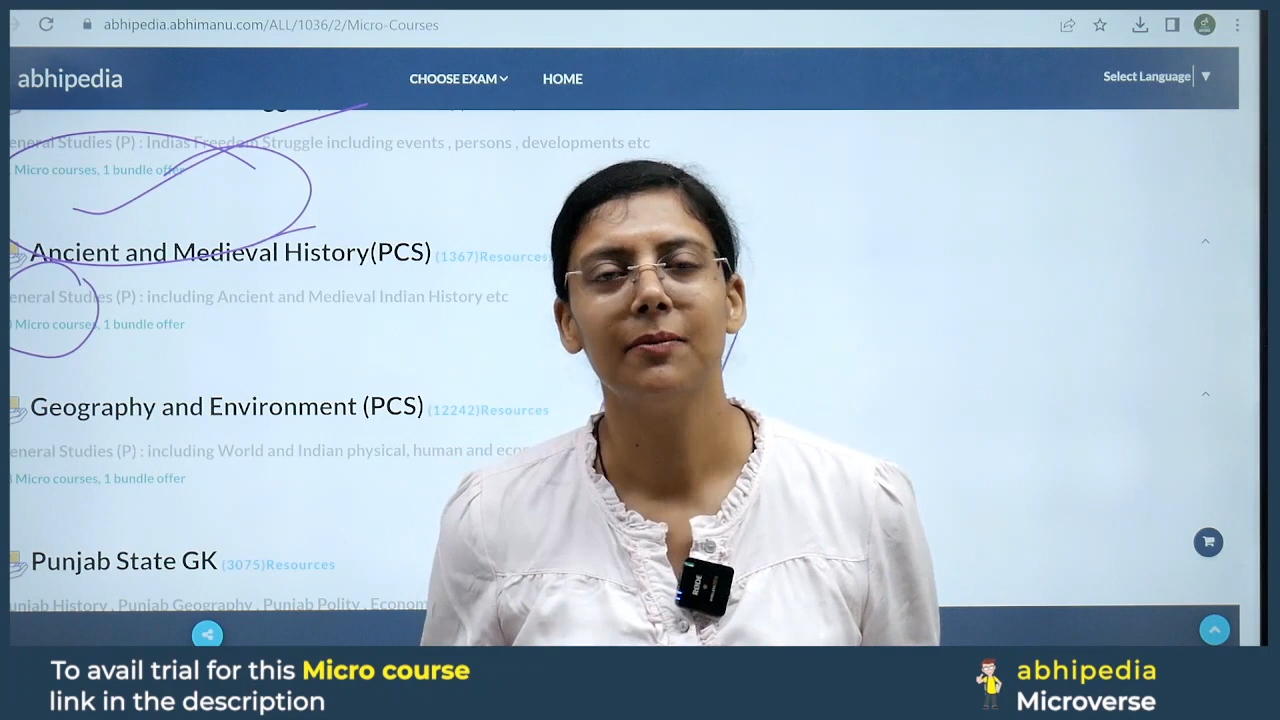 abhipedia.abhimanu.com/ALL/1036/2/Micro-Courses
abhipedia
CHOOSE EXAM
HOME
Select Language
eneral Studies (P) : Indias Freedom Struggle including events , persons , developments etc
Micro courses, 1 bundle offer
Ancient and Medieval History(PCS) (1367)Resources
eneral Studies (P) : including Ancient and Medieval Indian History etc
Micro courses, 1 bundle offer
Geography and Environment (PCS) (12242)Resources
eneral Studies (P) : including World and Indian physical, human and eco
Micro courses, 1 bundle offer
Punjab State GK (3075)Resources
unjab History , Punjab Geography , Punjab Polity , Econom
RØDE
To avail trial for this Micro course
link in the description
abhipedia
Microverse